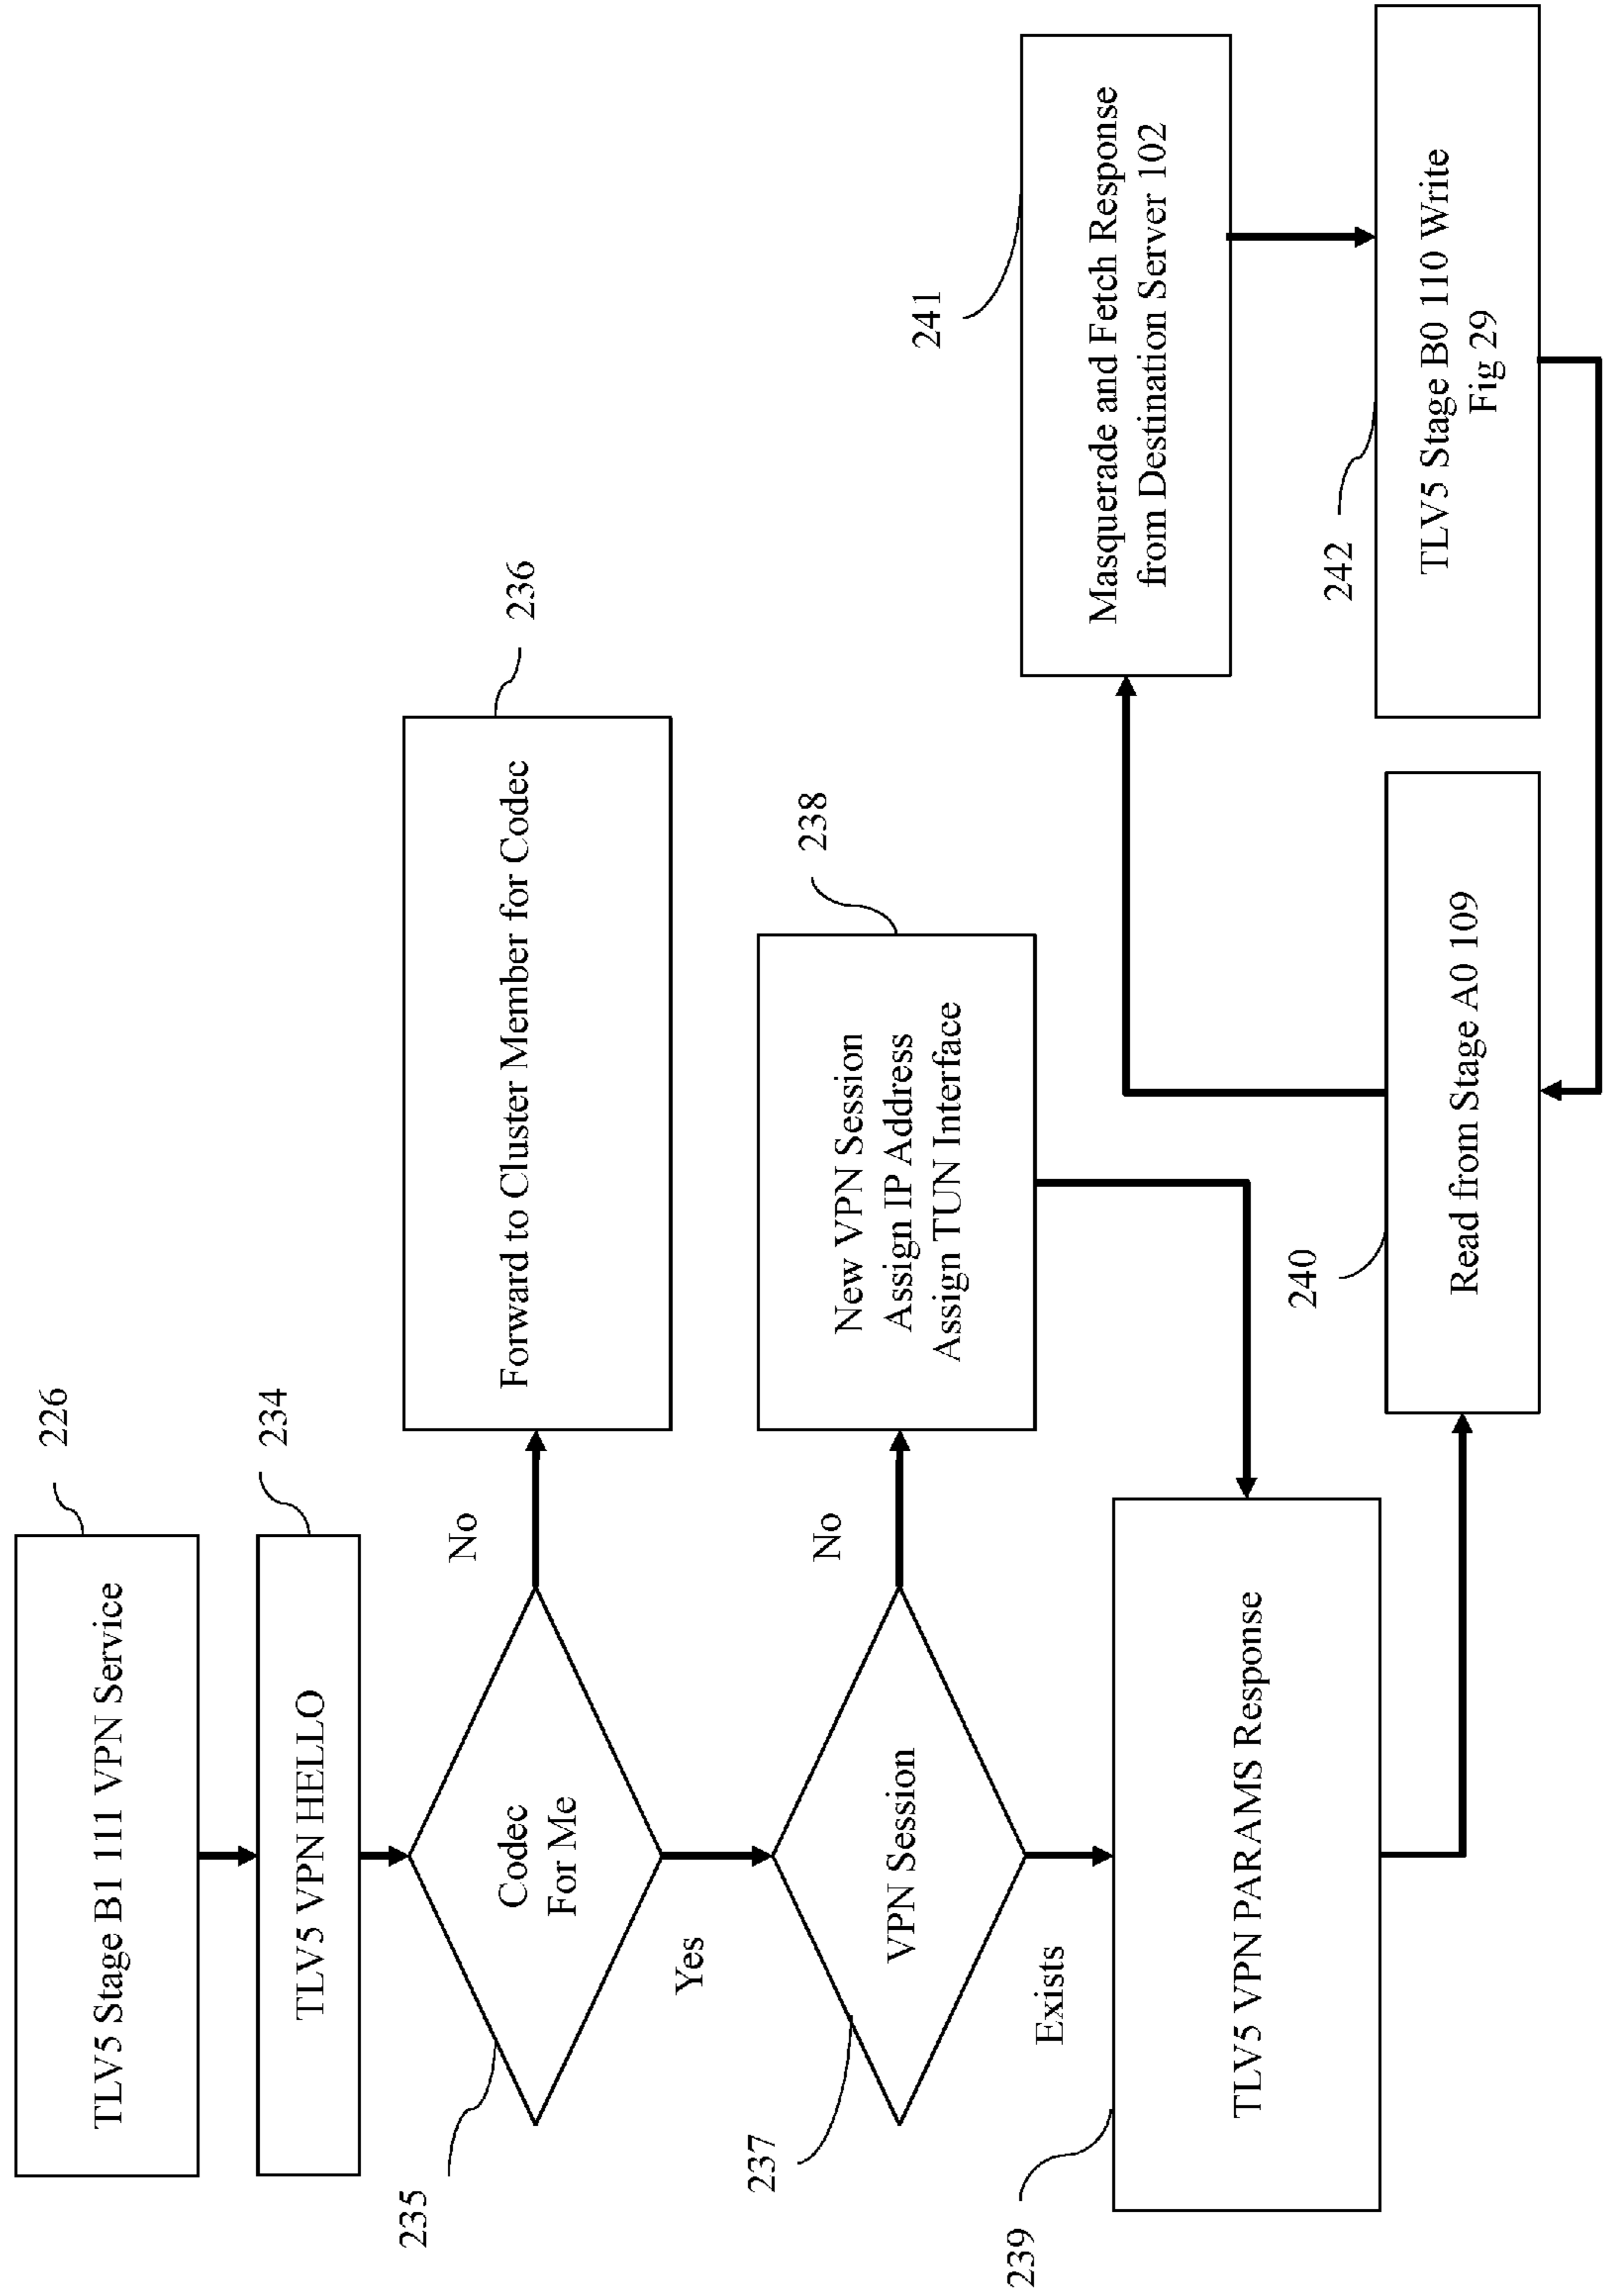 TLV5 Stage B1 111 VPN Service
226
TLV5 VPN HELLO
234
Codec
For Me
235
No
Forward to Cluster Member for Codec
236
Yes
VPN Session
237
No
New VPN Session
Assign IP Address
Assign TUN Interface
238
Exists
TLV5 VPN PARAMS Response
239
Read from Stage A0 109
240
Masquerade and Fetch Response
from Destination Server 102
241
TLV5 Stage B0 110 Write
Fig 29
242